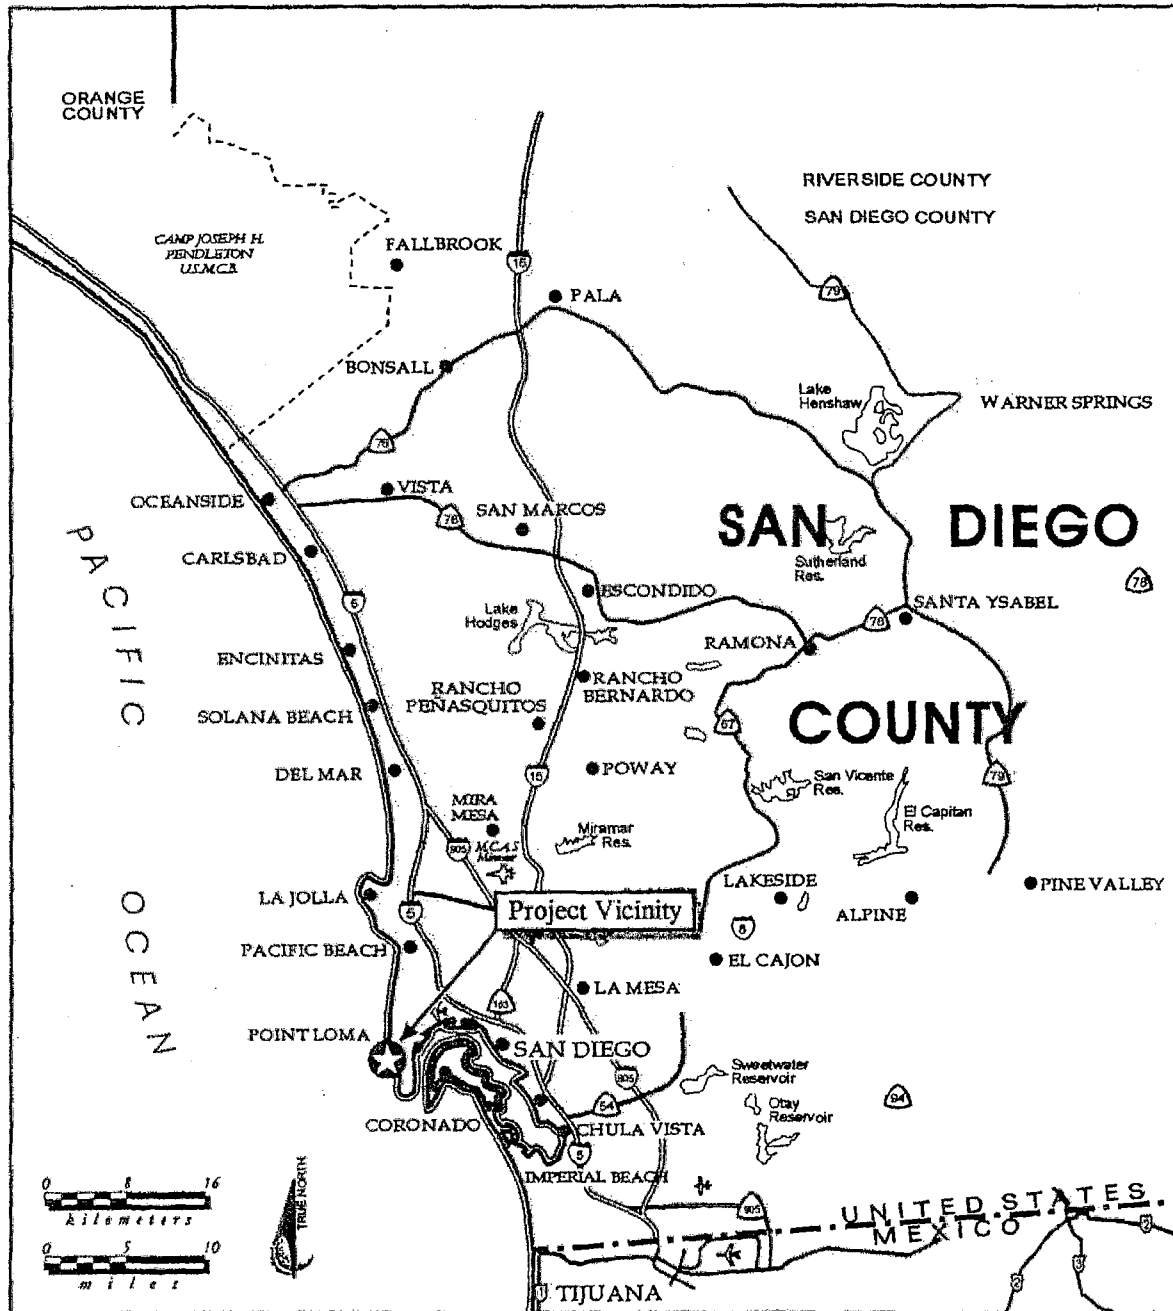 ORANGE
COUNTY
RIVERSIDE COUNTY
SAN DIEGO COUNTY
CAMP JOSEPH H.
PENDLETON
U.S.M.C.B.
FALLBROOK
15
79
PALA
BONSALL
Lake
Henshaw
WARNER SPRINGS
76
OCEANSIDE
VISTA
78
SAN MARCOS
SAN DIEGO
Sutherland
Res.
PACIFIC
CARLSBAD
5
ESCONDIDO
78
SANTA YSABEL
78
Lake
Hodges
RAMONA
ENCINITAS
RANCHO
BERNARDO
RANCHO
PEÑASQUITOS
SOLANA BEACH
67
COUNTY
DEL MAR
15
POWAY
San Vicente
Res.
79
MIRA
MESA
El Capitan
Res.
805
M.C.A.S
Miramar
Miramar
Res.
LA JOLLA
5
Project Vicinity
LAKESIDE
ALPINE
PINE VALLEY
8
OCEAN
PACIFIC BEACH
EL CAJON
LA MESA
163
POINT LOMA
SAN DIEGO
805
Sweetwater
Reservoir
54
Otay
Reservoir
94
CORONADO
CHULA VISTA
5
IMPERIAL BEACH
0 8 16
kilometers
TRUE NORTH
905
UNITED STATES
MEXICO
0 5 10
miles
1
TIJUANA
2
3
2